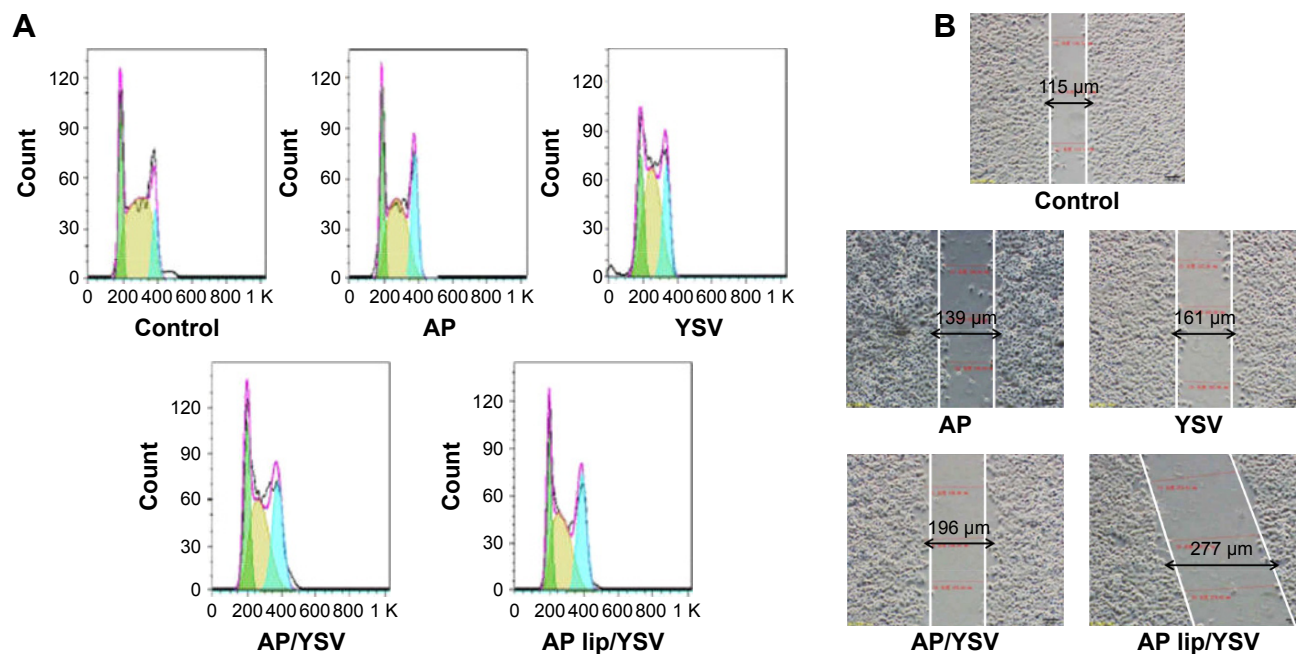 A
Count
120
90
60
30
0
0 200 400 600 800 1 K
Control
Count
120
90
60
30
0
0 200 400 600 800 1 K
AP
Count
120
90
60
30
0
0 200 400 600 800 1 K
YSV
Count
120
90
60
30
0
0 200 400 600 800 1 K
AP/YSV
Count
120
90
60
30
0
0 200 400 600 800 1 K
AP lip/YSV
B
115 µm
Control
139 µm
AP
161 µm
YSV
196 µm
AP/YSV
277 µm
AP lip/YSV